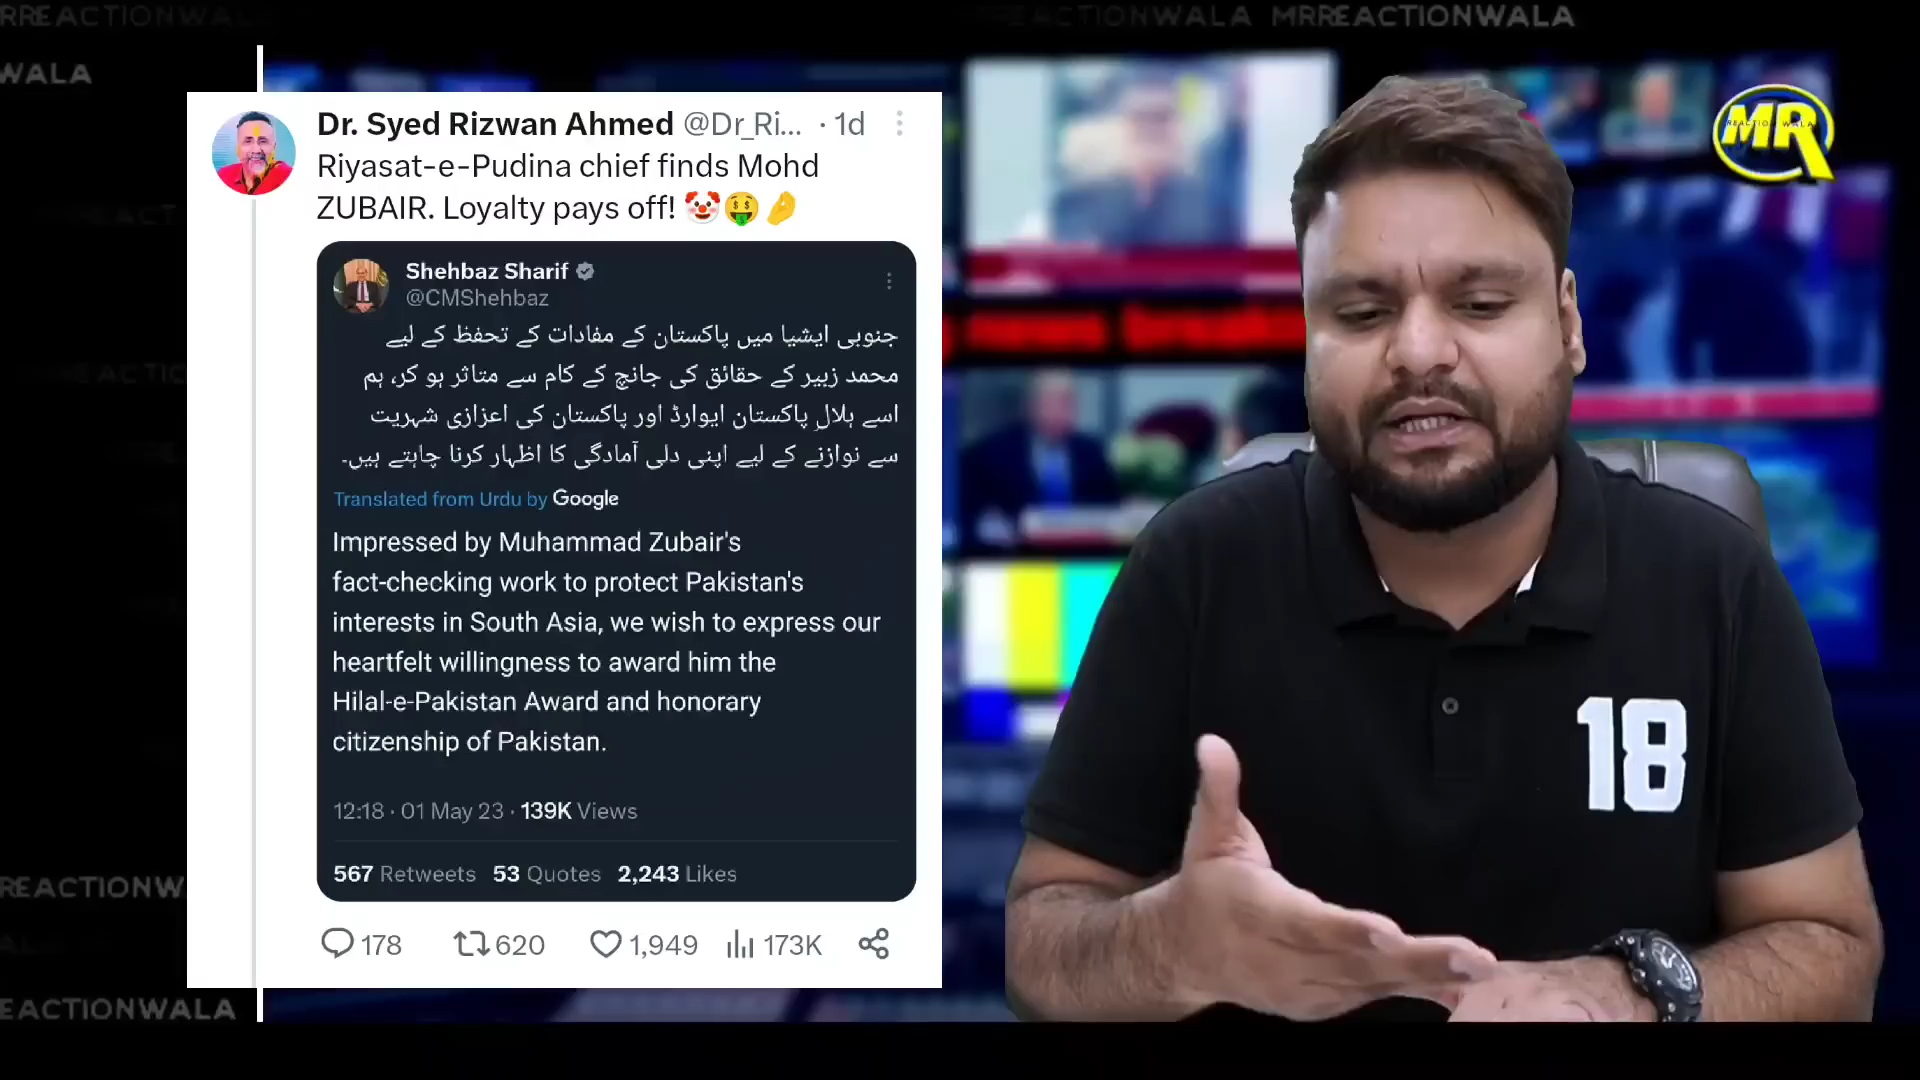 MRREACTIONWALA
WALA
Dr. Syed Rizwan Ahmed @Dr_Ri... · 1d
Riyasat-e-Pudina chief finds Mohd
ZUBAIR. Loyalty pays off! 🤡🤑🤌
Shehbaz Sharif
@CMShehbaz
جنوبی ایشیا میں پاکستان کے مفادات کے تحفظ کے لیے
محمد زبیر کے حقائق کی جانچ کے کام سے متاثر ہو کر، ہم
اسے ہلالِ پاکستان ایوارڈ اور پاکستان کی اعزازی شہریت
سے نوازنے کے لیے اپنی دلی آمادگی کا اظہار کرنا چاہتے ہیں۔
Translated from Urdu by Google
Impressed by Muhammad Zubair's
fact-checking work to protect Pakistan's
interests in South Asia, we wish to express our
heartfelt willingness to award him the
Hilal-e-Pakistan Award and honorary
citizenship of Pakistan.
12:18 · 01 May 23 · 139K Views
567 Retweets 53 Quotes 2,243 Likes
178 620 1,949 173K
MR
REACTION WALA
18
REACTIONW
EACTIONWALA